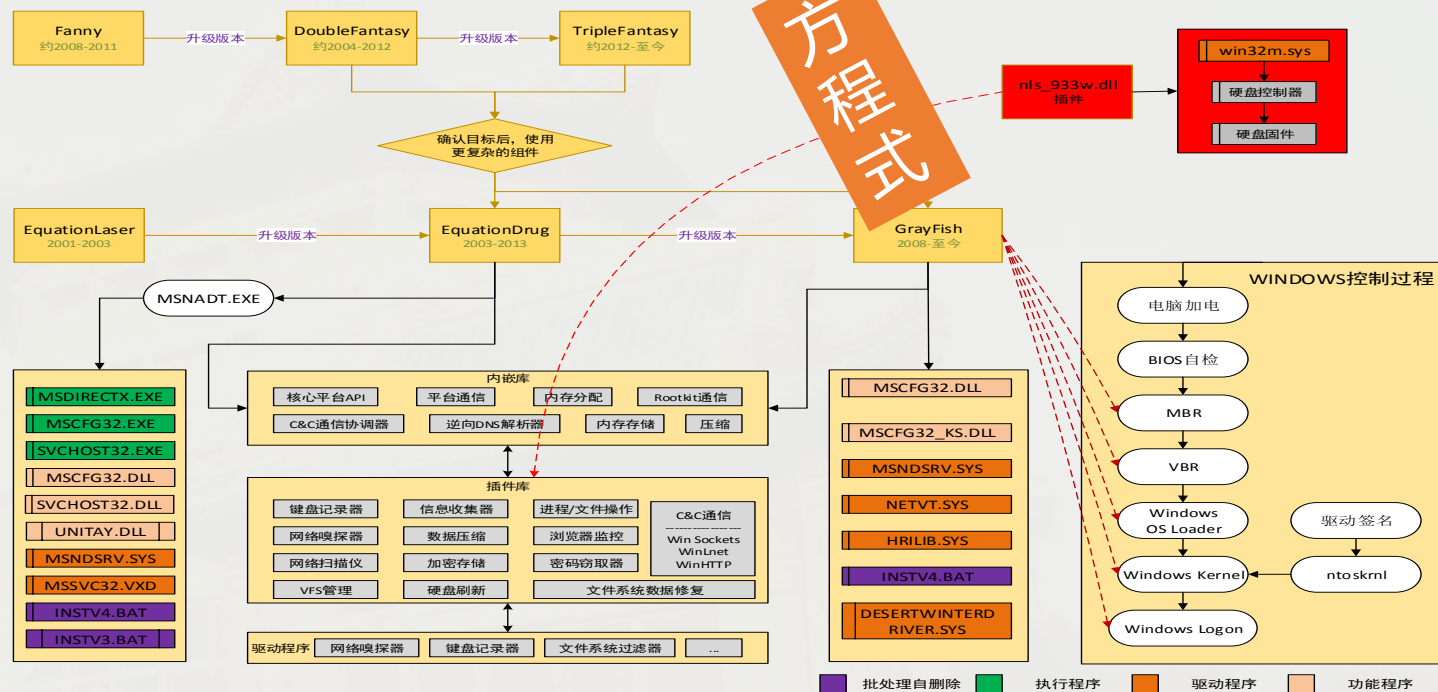 方程式
Fanny
约2008-2011
升级版本
DoubleFantasy
约2004-2012
升级版本
TripleFantasy
约2012-至今
nls_933w.dll
插件
win32m.sys
硬盘控制器
硬盘固件
确认目标后，使用
更复杂的组件
EquationLaser
2001-2003
升级版本
EquationDrug
2003-2013
升级版本
GrayFish
2008-至今
MSNADT.EXE
MSDIRECTX.EXE
MSCFG32.EXE
SVCHOST32.EXE
MSCFG32.DLL
SVCHOST32.DLL
UNITAY.DLL
MSNDSRV.SYS
MSSVC32.VXD
INSTV4.BAT
INSTV3.BAT
内嵌库
核心平台API
平台通信
内存分配
Rootkit通信
C&C通信协调器
逆向DNS解析器
内存存储
压缩
插件库
键盘记录器
信息收集器
进程/文件操作
网络嗅探器
数据压缩
浏览器监控
网络扫描仪
加密存储
密码窃取器
VFS管理
硬盘刷新
文件系统数据修复
C&C通信
----------------
Win Sockets
WinLnet
WinHTTP
驱动程序
网络嗅探器
键盘记录器
文件系统过滤器
...
MSCFG32.DLL
MSCFG32_KS.DLL
MSNDSRV.SYS
NETVT.SYS
HRILIB.SYS
INSTV4.BAT
DESERTWINTERD
RIVER.SYS
WINDOWS控制过程
电脑加电
BIOS自检
MBR
VBR
Windows
OS Loader
驱动签名
Windows Kernel
ntoskrnl
Windows Logon
批处理自删除
执行程序
驱动程序
功能程序